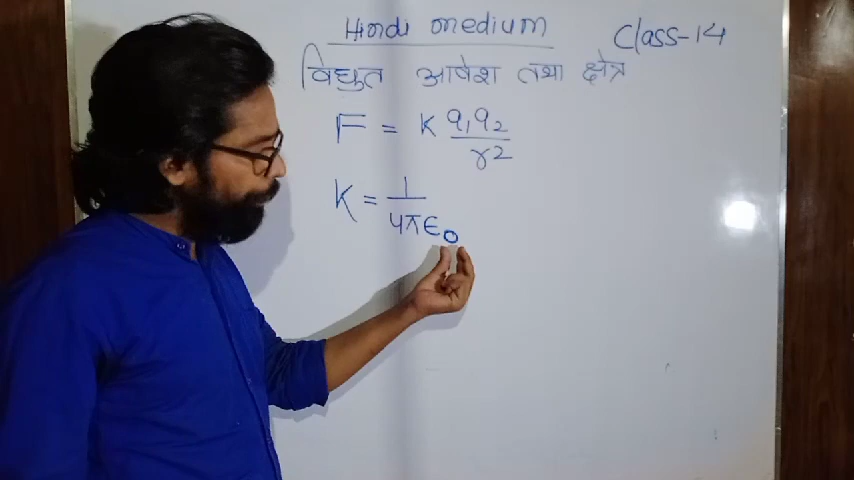 Hindi medium
Class-14
विद्युत आवेश तथा क्षेत्र
F = K q₁q₂ / r²
K = 1 / 4πϵ₀